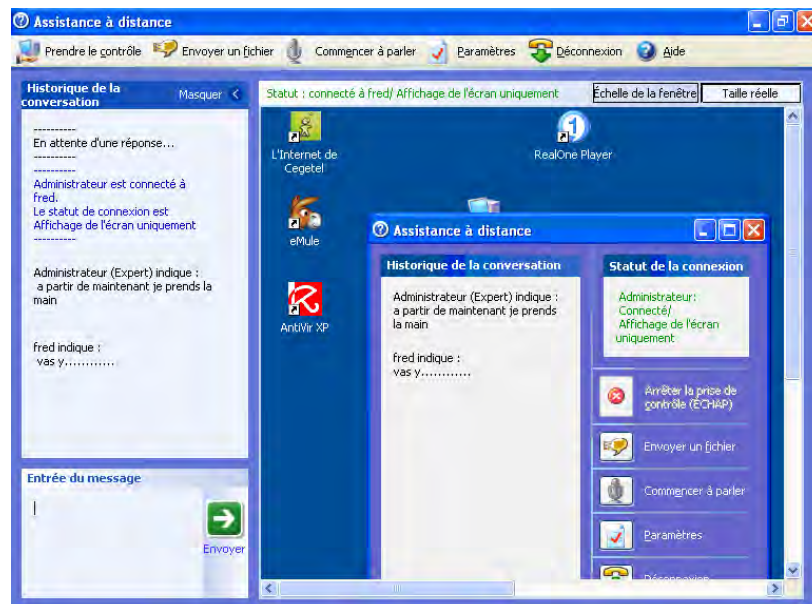 Assistance à distance
Prendre le contrôle
Envoyer un fichier
Commencer à parler
Paramètres
Déconnexion
Aide
Historique de la
conversation
Masquer
----------
En attente d'une réponse...
----------
----------
Administrateur est connecté à
fred.
Le statut de connexion est
Affichage de l'écran uniquement
----------
Administrateur (Expert) indique :
a partir de maintenant je prends la
main
fred indique :
vas y............
Entrée du message
Envoyer
Statut : connecté à fred/ Affichage de l'écran uniquement
Échelle de la fenêtre
Taille réelle
L'Internet de
Cegetel
RealOne Player
eMule
AntiVir XP
Assistance à distance
Historique de la conversation
Administrateur (Expert) indique :
a partir de maintenant je prends
la main
fred indique :
vas y............
Statut de la connexion
Administrateur:
Connecté/
Affichage de l'écran
uniquement
Arrêter la prise de
contrôle (ECHAP)
Envoyer un fichier
Commencer à parler
Paramètres
Déconnexion